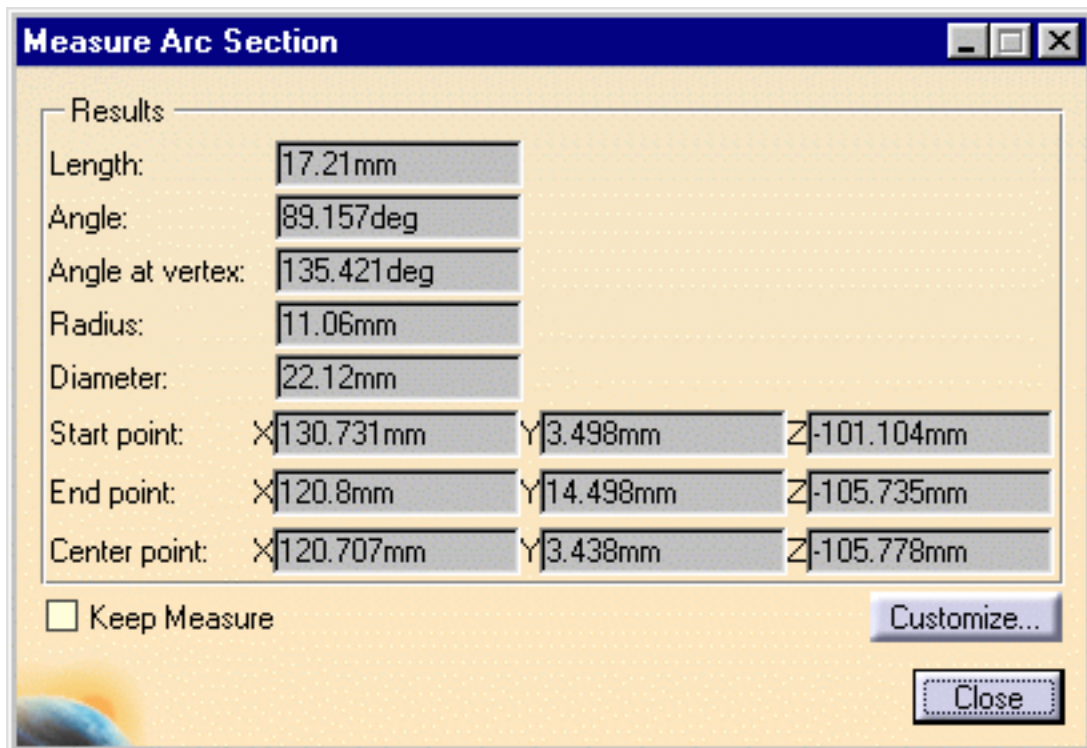 Measure Arc Section
Results
Length: 17.21mm
Angle: 89.157deg
Angle at vertex: 135.421deg
Radius: 11.06mm
Diameter: 22.12mm
Start point: X 130.731mm Y 3.498mm Z -101.104mm
End point: X 120.8mm Y 14.498mm Z -105.735mm
Center point: X 120.707mm Y 3.438mm Z -105.778mm
Keep Measure Customize...
Close